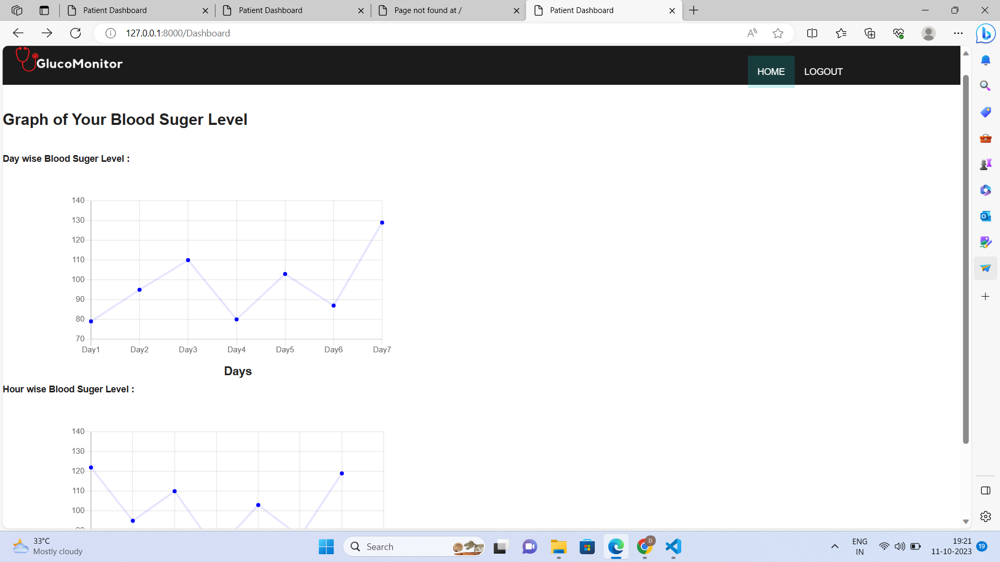 Patient Dashboard
Patient Dashboard
Page not found at /
Patient Dashboard
127.0.0.1:8000/Dashboard
GlucoMonitor
HOME
LOGOUT
Graph of Your Blood Suger Level
Day wise Blood Suger Level :
140
130
120
110
100
90
80
70
Day1 Day2 Day3 Day4 Day5 Day6 Day7
Days
Hour wise Blood Suger Level :
140
130
120
110
100
33°C
Mostly cloudy
Search
D
ENG
IN
19:21
11-10-2023
19